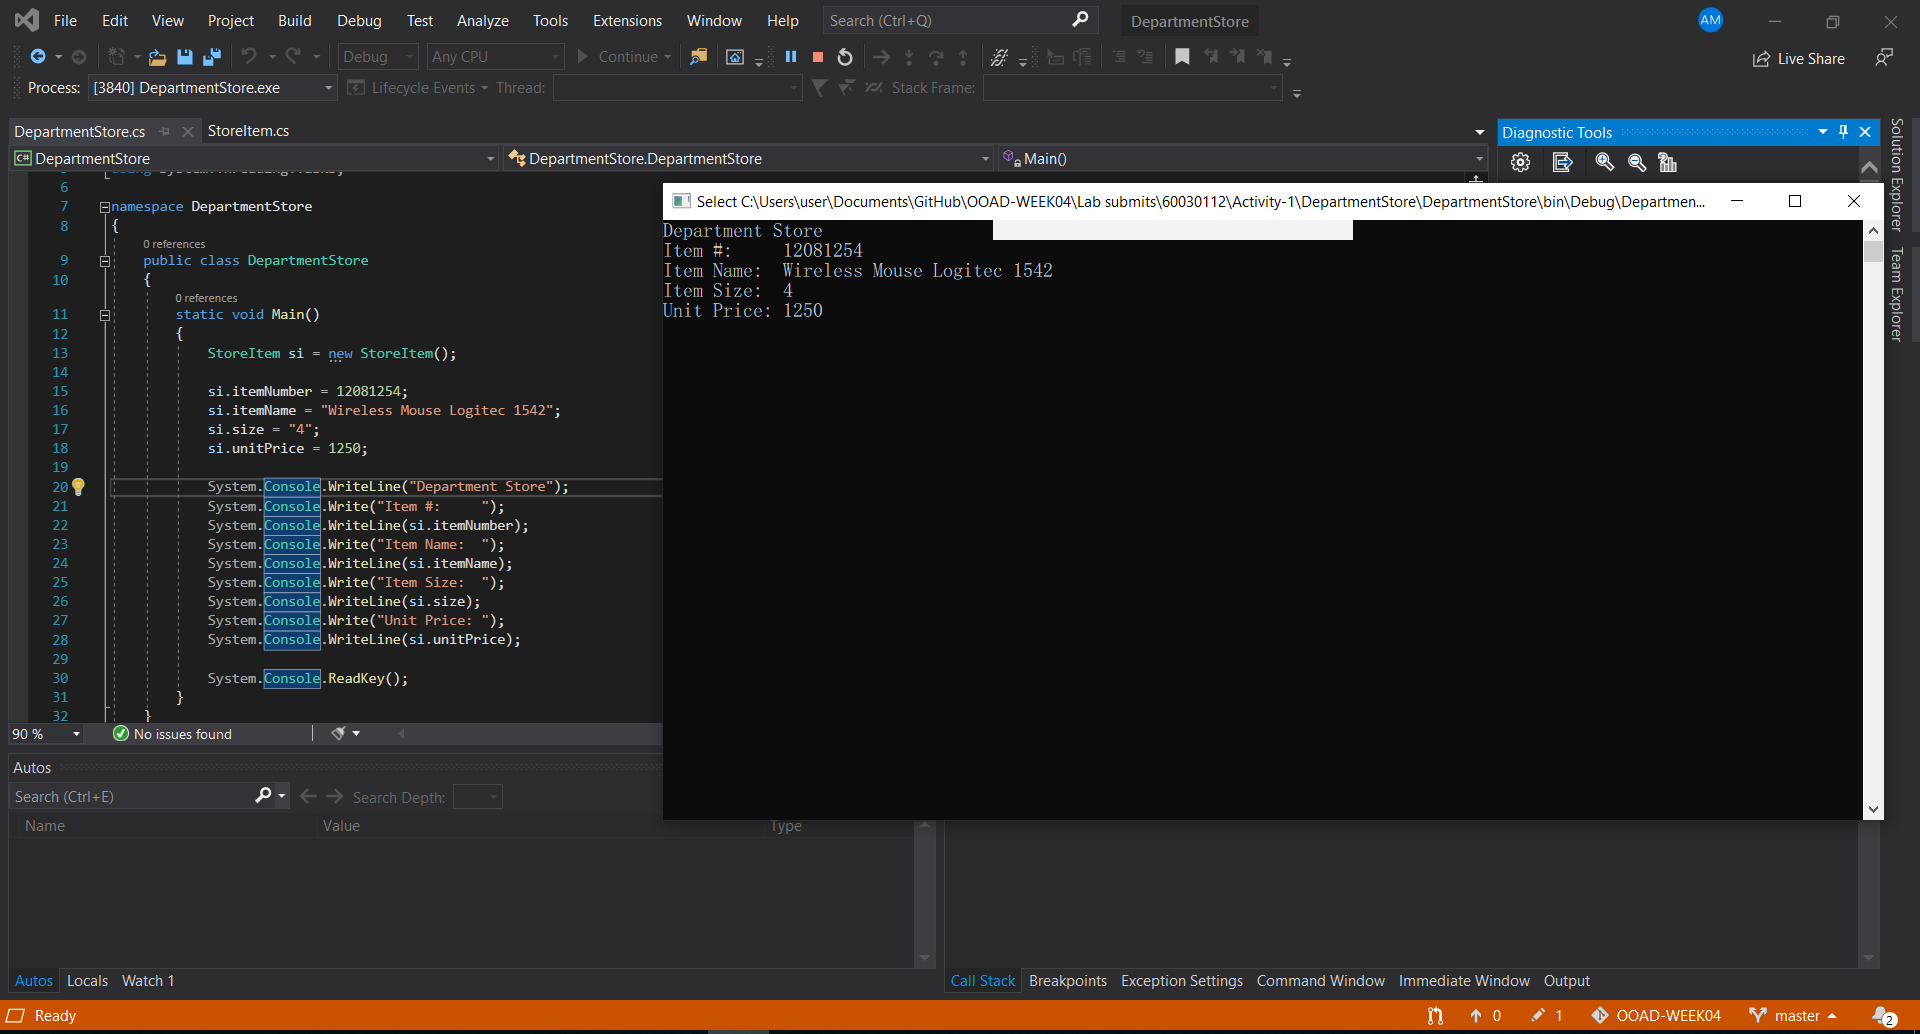 File Edit View Project Build Debug Test Analyze Tools Extensions Window Help Search (Ctrl+Q) DepartmentStore AM
Debug Any CPU Continue Live Share
Process: [3840] DepartmentStore.exe Lifecycle Events Thread: Stack Frame:
DepartmentStore.cs StoreItem.cs
Diagnostic Tools
C# DepartmentStore DepartmentStore.DepartmentStore Main()
Solution Explorer
Team Explorer
6
7 namespace DepartmentStore
8 {
0 references
9 public class DepartmentStore
10 {
0 references
11 static void Main()
12 {
13 StoreItem si = new StoreItem();
14
15 si.itemNumber = 12081254;
16 si.itemName = "Wireless Mouse Logitec 1542";
17 si.size = "4";
18 si.unitPrice = 1250;
19
20 System.Console.WriteLine("Department Store");
21 System.Console.Write("Item #:     ");
22 System.Console.WriteLine(si.itemNumber);
23 System.Console.Write("Item Name:  ");
24 System.Console.WriteLine(si.itemName);
25 System.Console.Write("Item Size:  ");
26 System.Console.WriteLine(si.size);
27 System.Console.Write("Unit Price: ");
28 System.Console.WriteLine(si.unitPrice);
29
30 System.Console.ReadKey();
31 }
32 }
Select C:\Users\user\Documents\GitHub\OOAD-WEEK04\Lab submits\60030112\Activity-1\DepartmentStore\DepartmentStore\bin\Debug\Departmen...
Department Store
Item #:     12081254
Item Name:  Wireless Mouse Logitec 1542
Item Size:  4
Unit Price: 1250
90 % No issues found
Autos
Search (Ctrl+E) Search Depth:
Name Value Type
Autos Locals Watch 1
Call Stack Breakpoints Exception Settings Command Window Immediate Window Output
Ready 0 1 OOAD-WEEK04 master 2